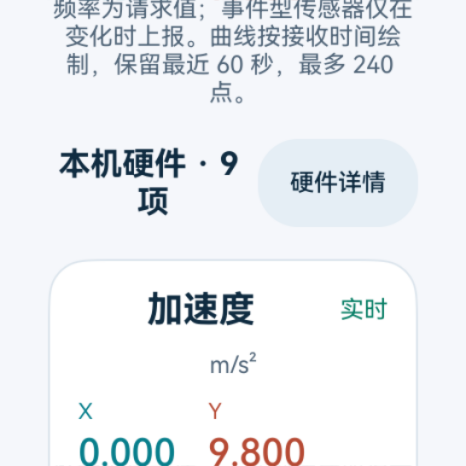 频率为请求值；事件型传感器仅在
变化时上报。曲线按接收时间绘
制，保留最近 60 秒，最多 240
点。
本机硬件 · 9
项
硬件详情
加速度
实时
m/s²
X Y
0.000 9.800